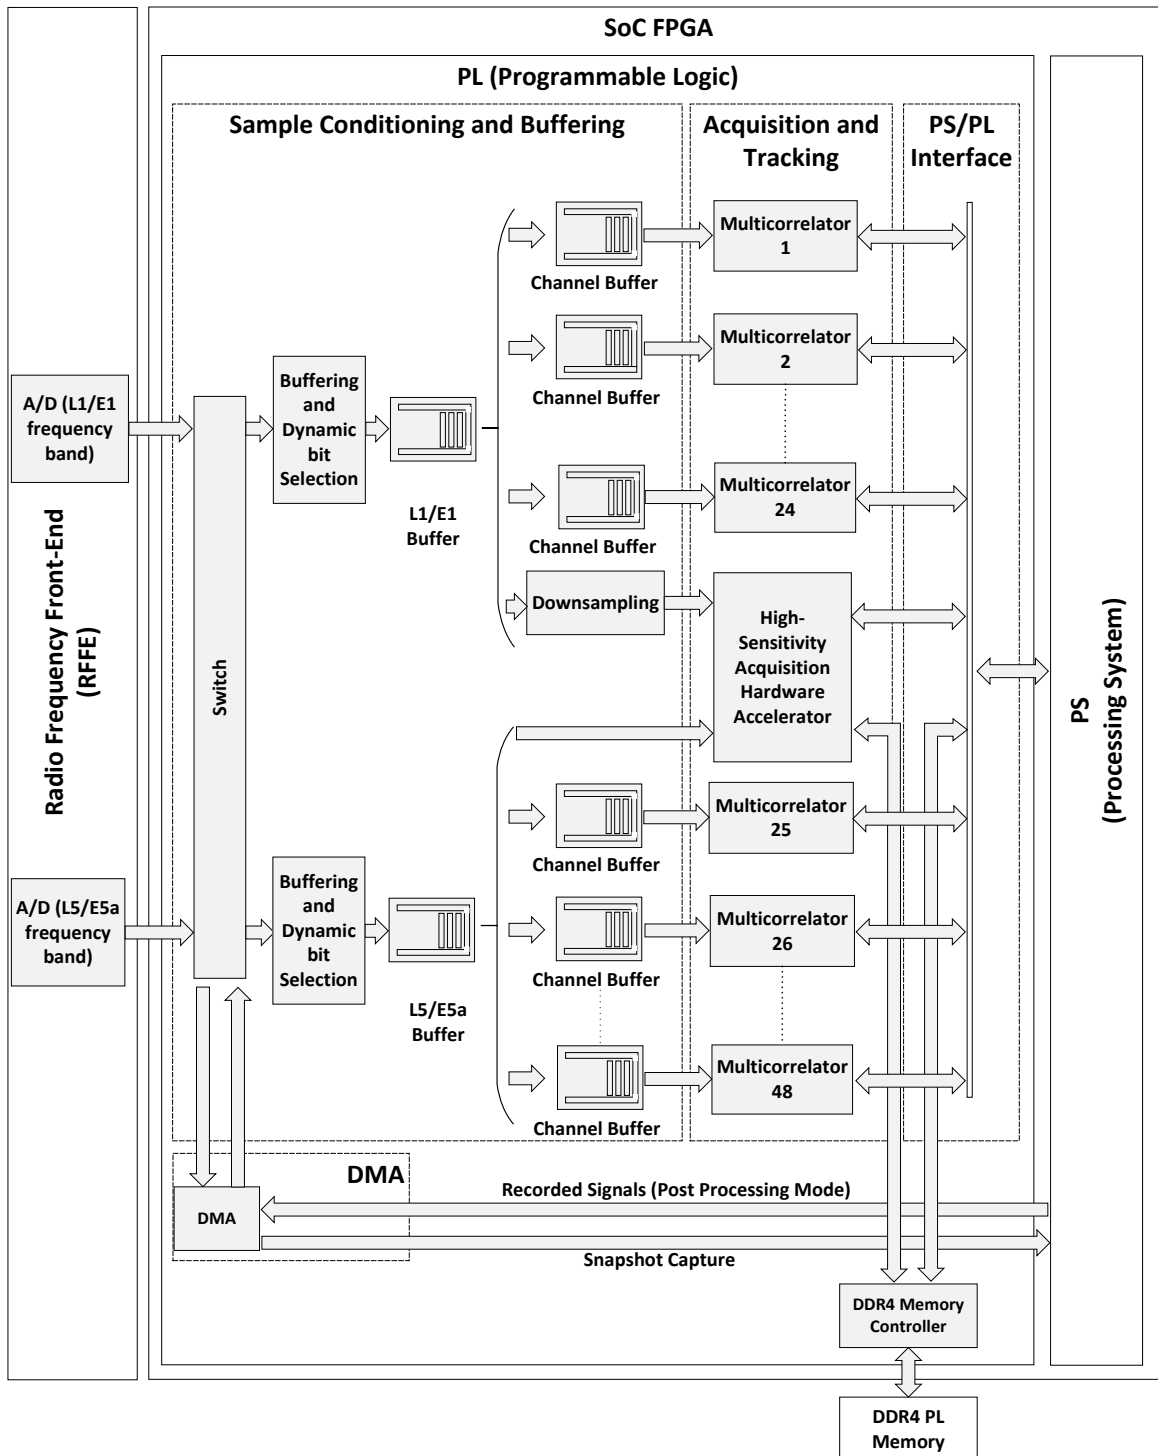 SoC FPGA
PL (Programmable Logic)
Sample Conditioning and Buffering
Acquisition and
Tracking
PS/PL
Interface
Radio Frequency Front-End
(RFFE)
A/D (L1/E1
frequency
band)
A/D (L5/E5a
frequency
band)
Switch
Buffering
and
Dynamic
bit
Selection
L1/E1
Buffer
Channel Buffer
Channel Buffer
Channel Buffer
Downsampling
Multicorrelator
1
Multicorrelator
2
Multicorrelator
24
High-
Sensitivity
Acquisition
Hardware
Accelerator
Buffering
and
Dynamic
bit
Selection
L5/E5a
Buffer
Channel Buffer
Channel Buffer
Channel Buffer
Multicorrelator
25
Multicorrelator
26
Multicorrelator
48
PS
(Processing System)
DMA
DMA
Recorded Signals (Post Processing Mode)
Snapshot Capture
DDR4 Memory
Controller
DDR4 PL
Memory